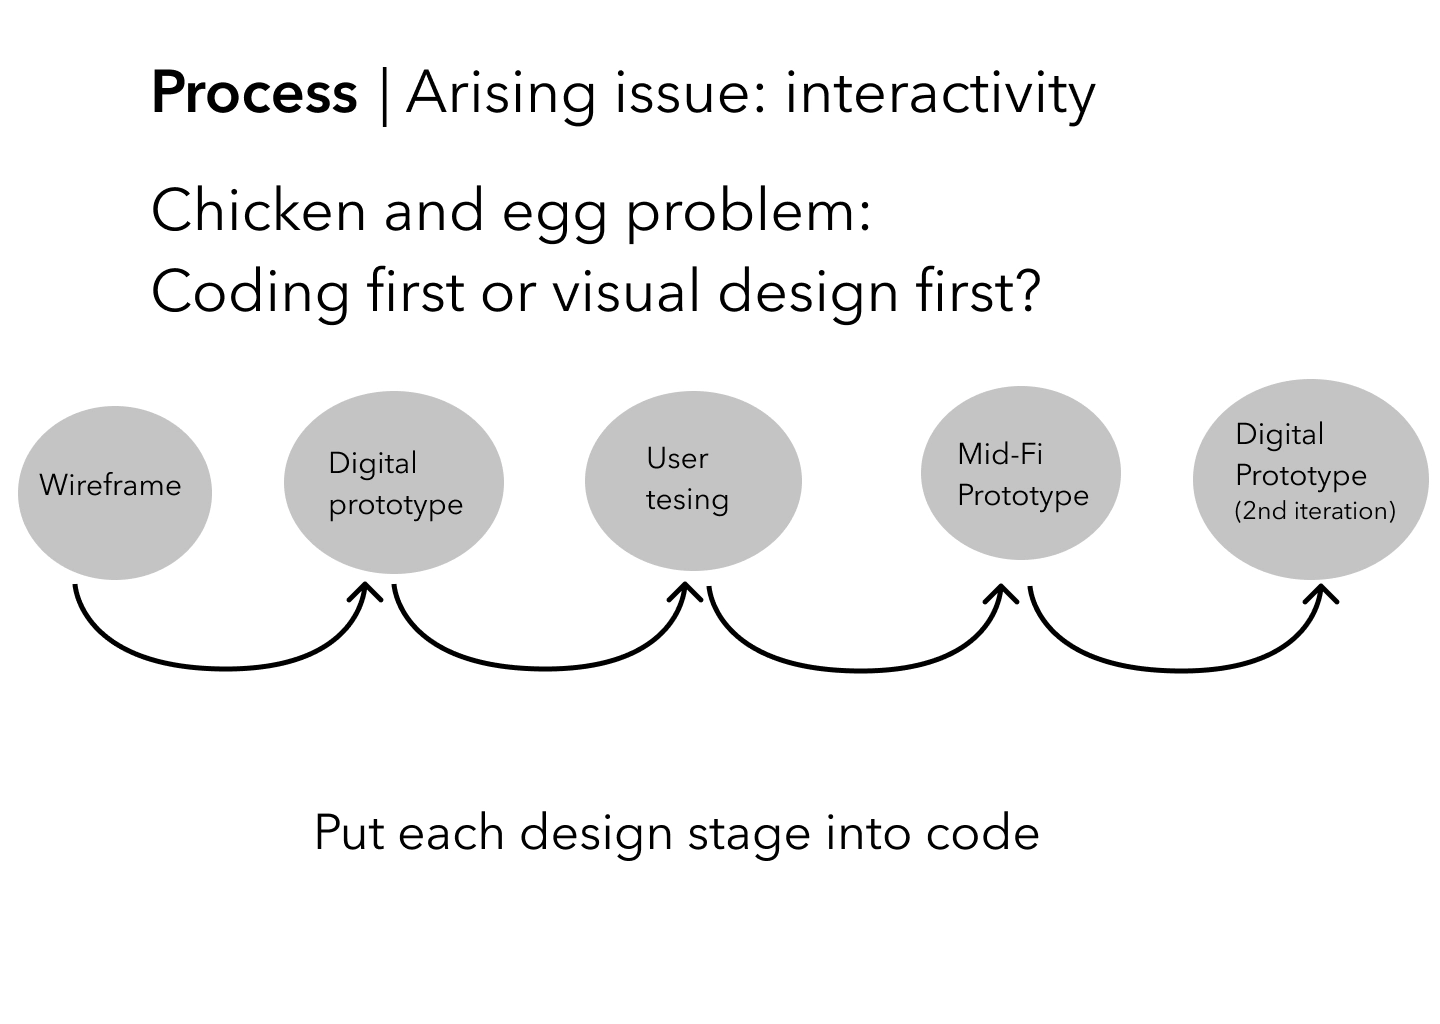 Process | Arising issue: interactivity
Chicken and egg problem:
Coding first or visual design first?
Wireframe
Digital
prototype
User
tesing
Mid-Fi
Prototype
Digital
Prototype
(2nd iteration)
Put each design stage into code